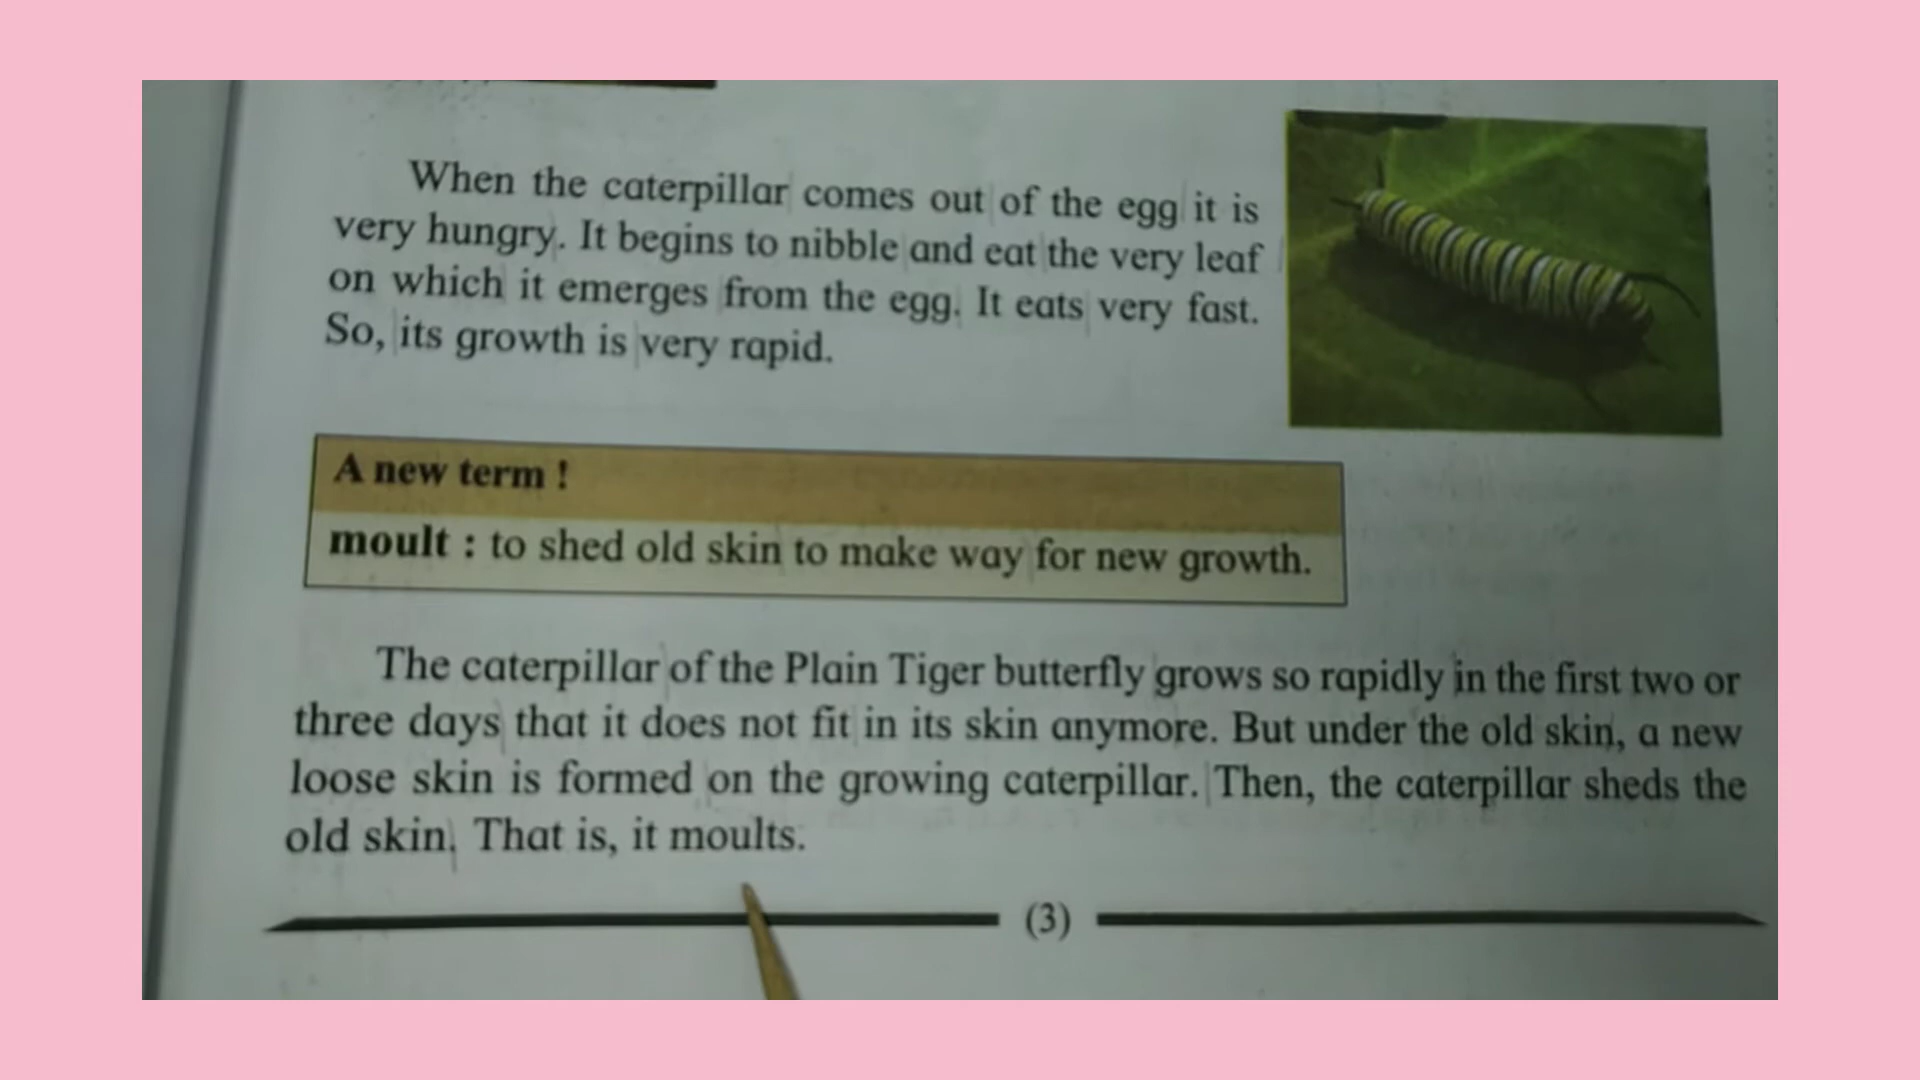 When the caterpillar comes out of the egg it is
very hungry. It begins to nibble and eat the very leaf
on which it emerges from the egg. It eats very fast.
So, its growth is very rapid.
A new term !
moult : to shed old skin to make way for new growth.
The caterpillar of the Plain Tiger butterfly grows so rapidly in the first two or
three days that it does not fit in its skin anymore. But under the old skin, a new
loose skin is formed on the growing caterpillar. Then, the caterpillar sheds the
old skin. That is, it moults.
(3)